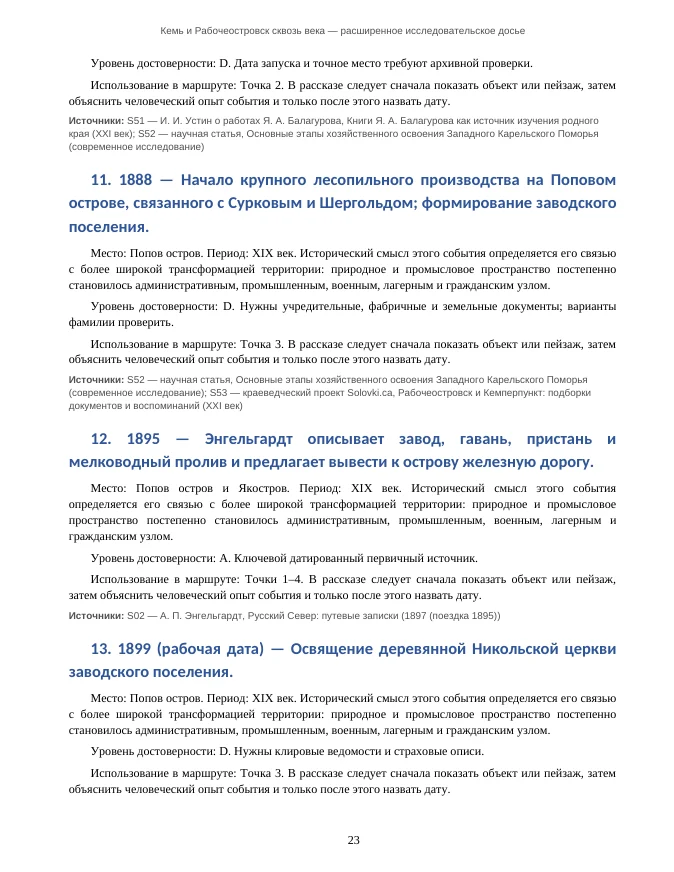 Кемь и Рабочеостровск сквозь века — расширенное исследовательское досье
Уровень достоверности: D. Дата запуска и точное место требуют архивной проверки.
Использование в маршруте: Точка 2. В рассказе следует сначала показать объект или пейзаж, затем
объяснить человеческий опыт события и только после этого назвать дату.
Источники: S51 — И. И. Устин о работах Я. А. Балагурова, Книги Я. А. Балагурова как источник изучения родного
края (XXI век); S52 — научная статья, Основные этапы хозяйственного освоения Западного Карельского Поморья
(современное исследование)
11. 1888 — Начало крупного лесопильного производства на Поповом
острове, связанного с Сурковым и Шергольдом; формирование заводского
поселения.
Место: Попов остров. Период: XIX век. Исторический смысл этого события определяется его связью
с более широкой трансформацией территории: природное и промысловое пространство постепенно
становилось административным, промышленным, военным, лагерным и гражданским узлом.
Уровень достоверности: D. Нужны учредительные, фабричные и земельные документы; варианты
фамилии проверить.
Использование в маршруте: Точка 3. В рассказе следует сначала показать объект или пейзаж, затем
объяснить человеческий опыт события и только после этого назвать дату.
Источники: S52 — научная статья, Основные этапы хозяйственного освоения Западного Карельского Поморья
(современное исследование); S53 — краеведческий проект Solovki.ca, Рабочеостровск и Кемперпункт: подборки
документов и воспоминаний (XXI век)
12. 1895 — Энгельгардт описывает завод, гавань, пристань и
мелководный пролив и предлагает вывести к острову железную дорогу.
Место: Попов остров и Якостров. Период: XIX век. Исторический смысл этого события
определяется его связью с более широкой трансформацией территории: природное и промысловое
пространство постепенно становилось административным, промышленным, военным, лагерным и
гражданским узлом.
Уровень достоверности: A. Ключевой датированный первичный источник.
Использование в маршруте: Точки 1–4. В рассказе следует сначала показать объект или пейзаж,
затем объяснить человеческий опыт события и только после этого назвать дату.
Источники: S02 — А. П. Энгельгардт, Русский Север: путевые записки (1897 (поездка 1895))
13. 1899 (рабочая дата) — Освящение деревянной Никольской церкви
заводского поселения.
Место: Попов остров. Период: XIX век. Исторический смысл этого события определяется его связью
с более широкой трансформацией территории: природное и промысловое пространство постепенно
становилось административным, промышленным, военным, лагерным и гражданским узлом.
Уровень достоверности: D. Нужны клировые ведомости и страховые описи.
Использование в маршруте: Точка 3. В рассказе следует сначала показать объект или пейзаж, затем
объяснить человеческий опыт события и только после этого назвать дату.
23